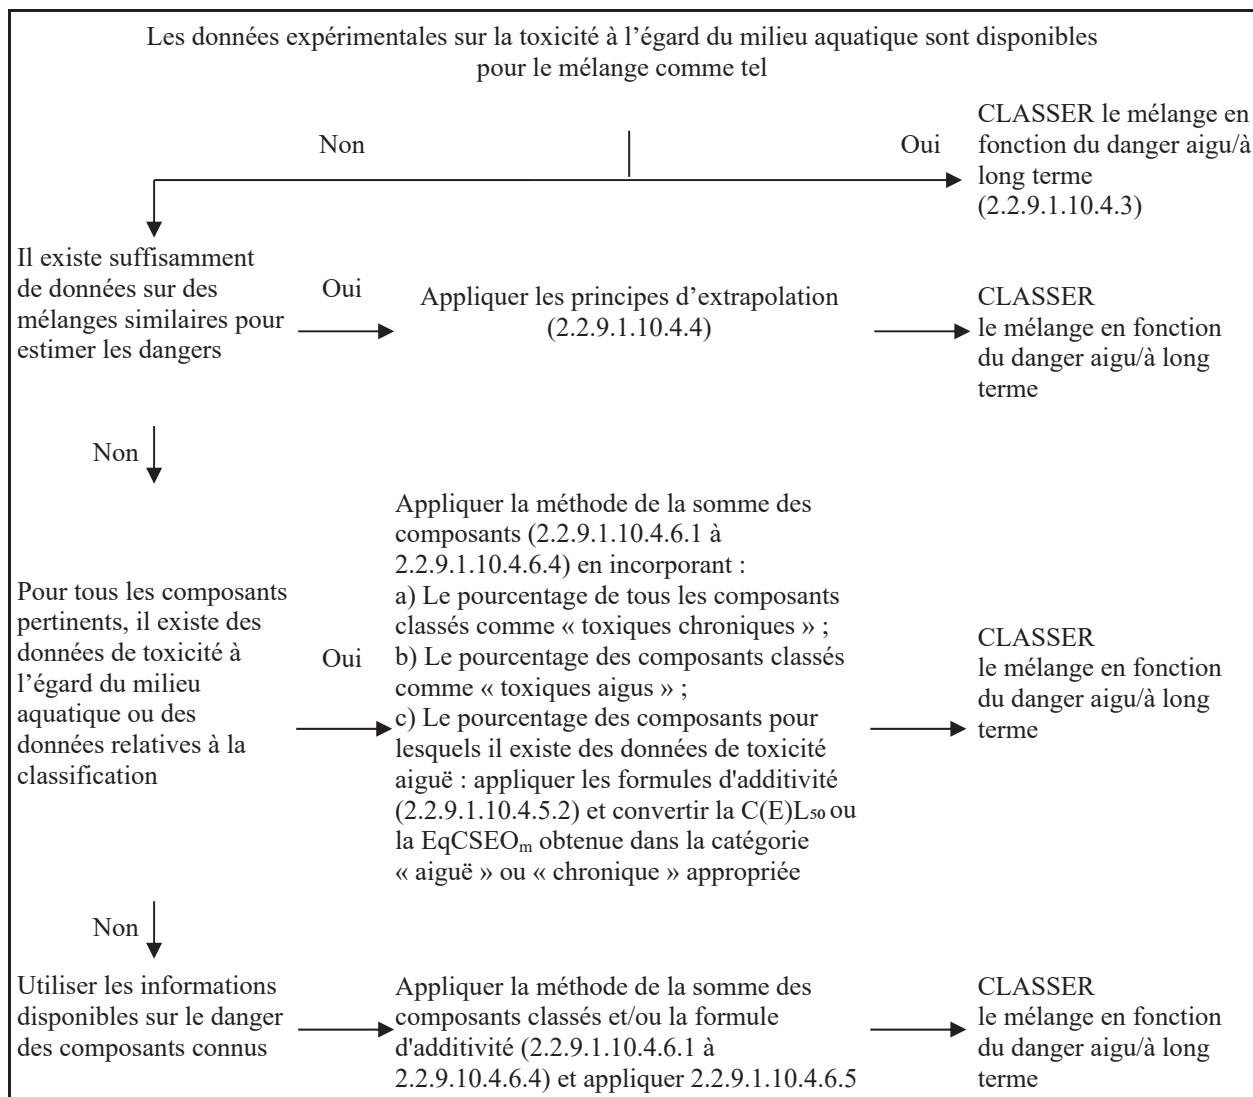 Les données expérimentales sur la toxicité à l’égard du milieu aquatique sont disponibles
pour le mélange comme tel
Non
Oui
CLASSER le mélange en
fonction du danger aigu/à
long terme
(2.2.9.1.10.4.3)
Il existe suffisamment
de données sur des
mélanges similaires pour
estimer les dangers
Oui
Appliquer les principes d’extrapolation
(2.2.9.1.10.4.4)
CLASSER
le mélange en fonction
du danger aigu/à long
terme
Non
Pour tous les composants
pertinents, il existe des
données de toxicité à
l’égard du milieu
aquatique ou des
données relatives à la
classification
Oui
Appliquer la méthode de la somme des
composants (2.2.9.1.10.4.6.1 à
2.2.9.1.10.4.6.4) en incorporant :
a) Le pourcentage de tous les composants
classés comme « toxiques chroniques » ;
b) Le pourcentage des composants classés
comme « toxiques aigus » ;
c) Le pourcentage des composants pour
lesquels il existe des données de toxicité
aiguë : appliquer les formules d'additivité
(2.2.9.1.10.4.5.2) et convertir la C(E)L₅₀ ou
la EqCSEOₘ obtenue dans la catégorie
« aiguë » ou « chronique » appropriée
CLASSER
le mélange en fonction
du danger aigu/à long
terme
Non
Utiliser les informations
disponibles sur le danger
des composants connus
Appliquer la méthode de la somme des
composants classés et/ou la formule
d'additivité (2.2.9.1.10.4.6.1 à
2.2.9.10.4.6.4) et appliquer 2.2.9.1.10.4.6.5
CLASSER
le mélange en fonction
du danger aigu/à long
terme